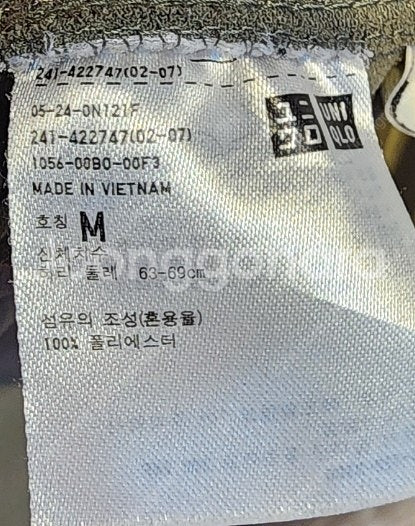 241-422747(02-07)
05-24-0N121F
241-422747(02-07)
1056-00B0-00F3
MADE IN VIETNAM
UNI
QLO
호칭 M
신체치수
허리 둘레 63-69cm
섬유의 조성(혼용율)
100% 폴리에스터